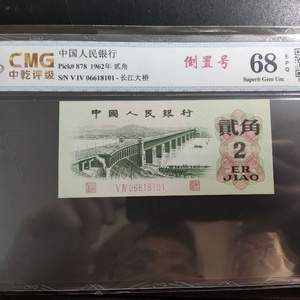 CMG
中乾评级
中国人民银行
Pick# 878 1962年 贰角
S/N V IV 06618101 - 长江大桥
倒置号
68
EPQ
Superb Gem Unc
中国人民银行
贰角
2
ER
JIAO
V IV 06618101